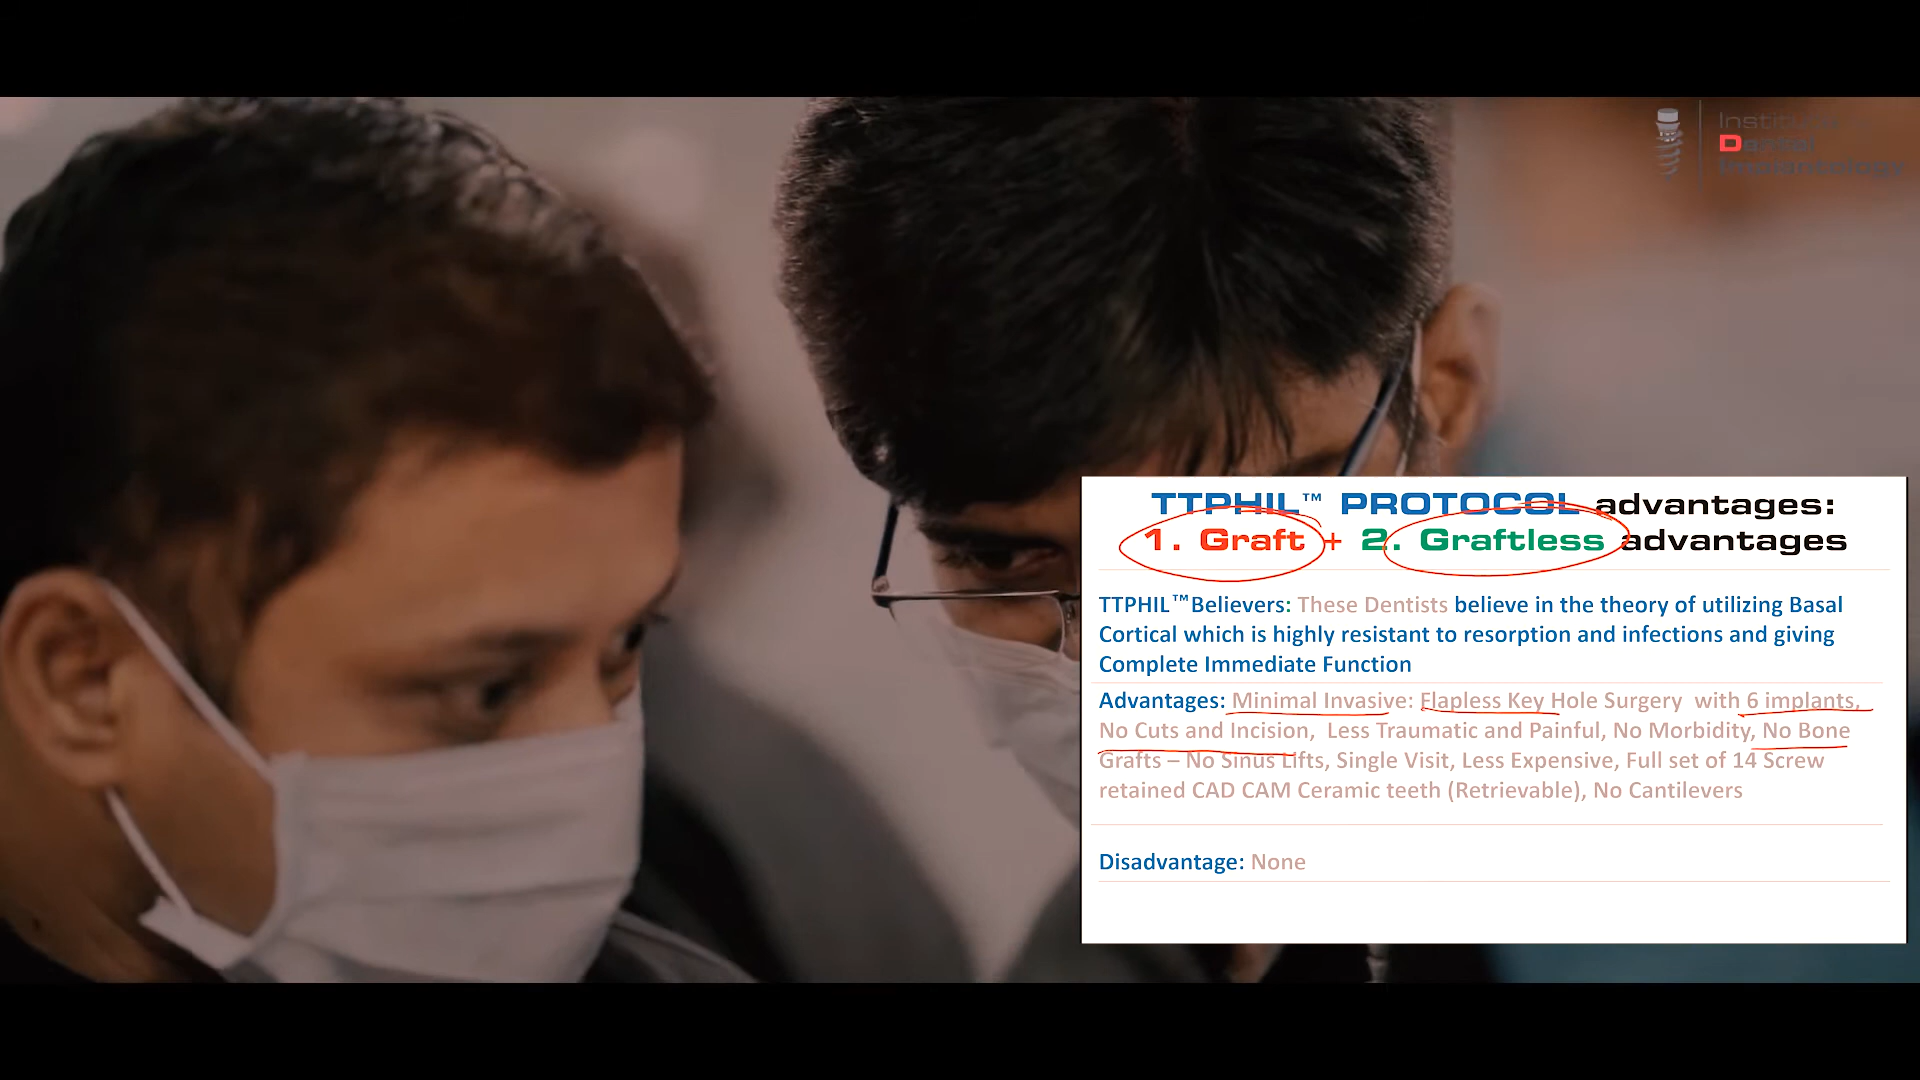 Institute
Dental
Implantology
TTPHIL™ PROTOCOL advantages:
1. Graft + 2. Graftless advantages
TTPHIL™Believers: These Dentists believe in the theory of utilizing Basal
Cortical which is highly resistant to resorption and infections and giving
Complete Immediate Function
Advantages: Minimal Invasive: Flapless Key Hole Surgery with 6 implants,
No Cuts and Incision, Less Traumatic and Painful, No Morbidity, No Bone
Grafts – No Sinus Lifts, Single Visit, Less Expensive, Full set of 14 Screw
retained CAD CAM Ceramic teeth (Retrievable), No Cantilevers
Disadvantage: None